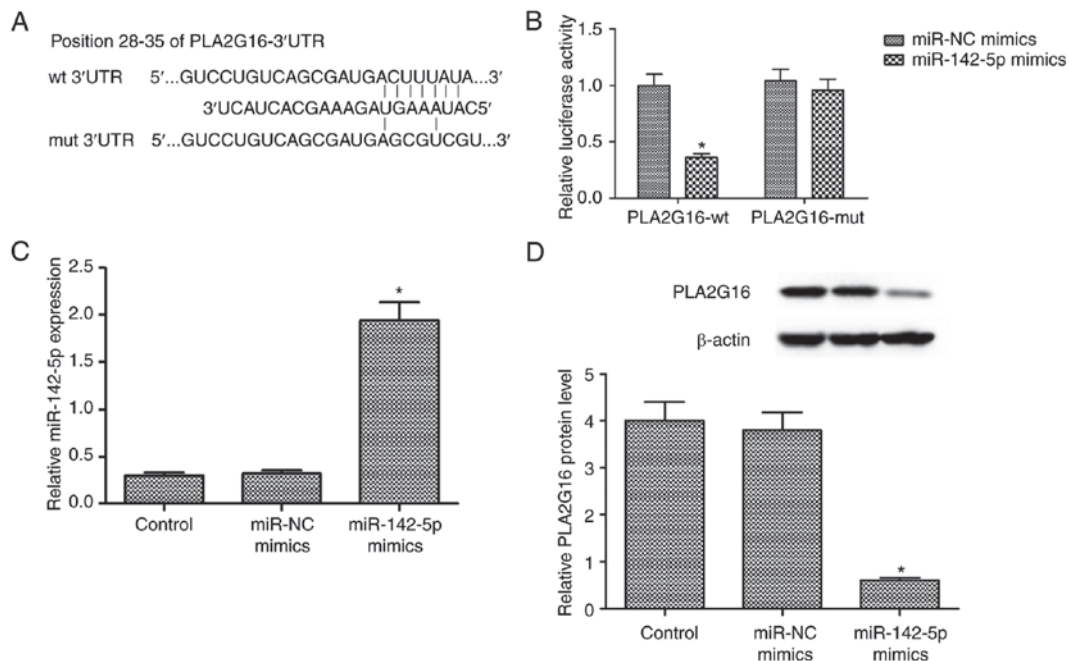 A
Position 28-35 of PLA2G16-3'UTR
wt 3'UTR 5'...GUCCUGUCAGCGAUGACUUUAUA...3'
3'UCAUCACGAAAGAUGAAAUAC5'
mut 3'UTR 5'...GUCCUGUCAGCGAUGAGCGUCGU...3'
B
Relative luciferase activity
1.5
1.0
0.5
0.0
*
PLA2G16-wt PLA2G16-mut
miR-NC mimics
miR-142-5p mimics
C
Relative miR-142-5p expression
2.5
2.0
1.5
1.0
0.5
0.0
*
Control miR-NC miR-142-5p
mimics mimics
D
PLA2G16
β-actin
Relative PLA2G16 protein level
5
4
3
2
1
0
*
Control miR-NC miR-142-5p
mimics mimics